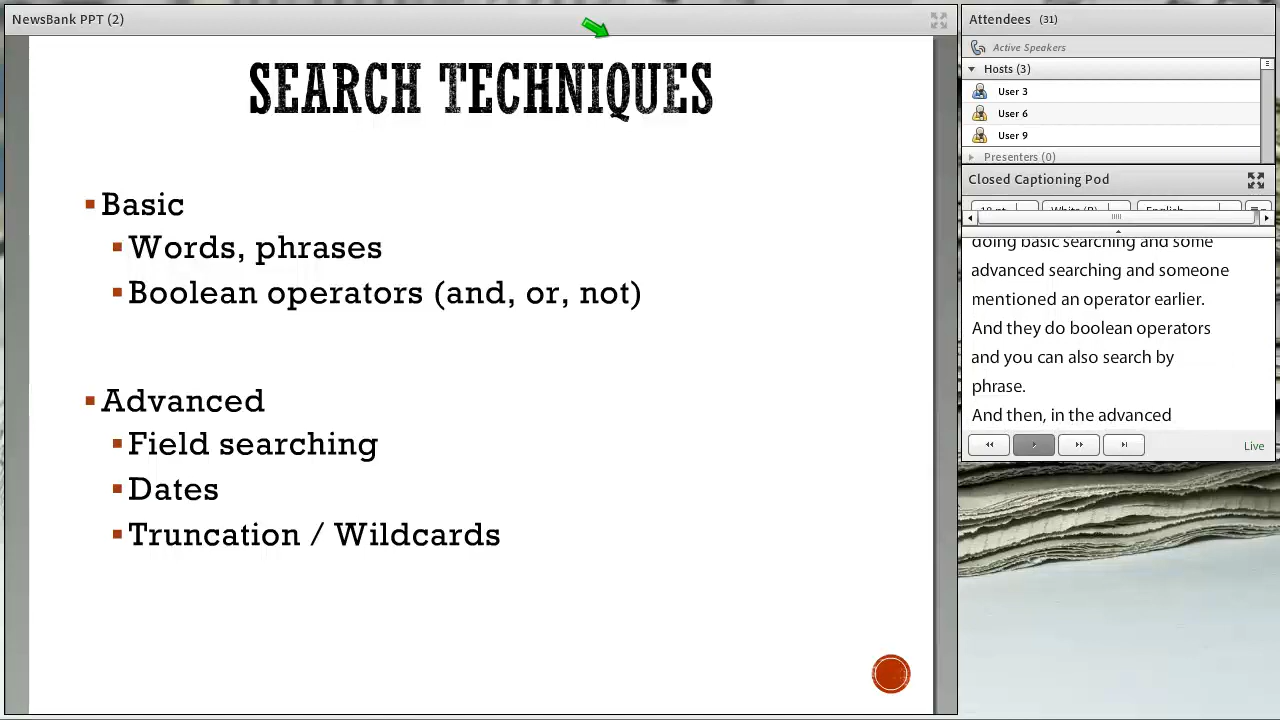 NewsBank PPT (2)
SEARCH TECHNIQUES
Basic
Words, phrases
Boolean operators (and, or, not)
Advanced
Field searching
Dates
Truncation / Wildcards
Attendees (31)
Active Speakers
Hosts (3)
User 3
User 6
User 9
Presenters (0)
Closed Captioning Pod
English
doing basic searching and some
advanced searching and someone
mentioned an operator earlier.
And they do boolean operators
and you can also search by
phrase.
And then, in the advanced
Live